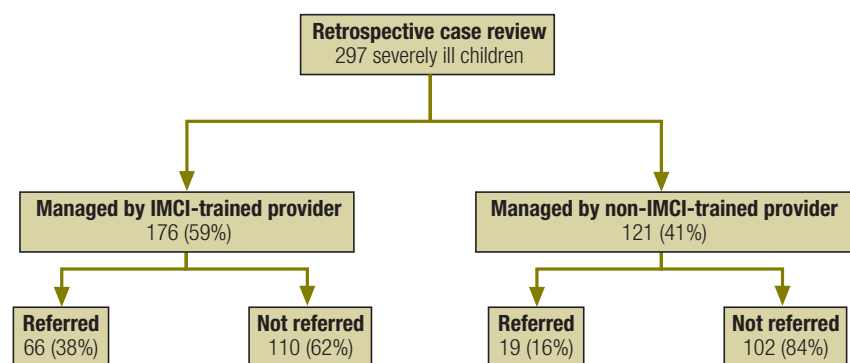 Retrospective case review
297 severely ill children
Managed by IMCI-trained provider
176 (59%)
Managed by non-IMCI-trained provider
121 (41%)
Referred
66 (38%)
Not referred
110 (62%)
Referred
19 (16%)
Not referred
102 (84%)